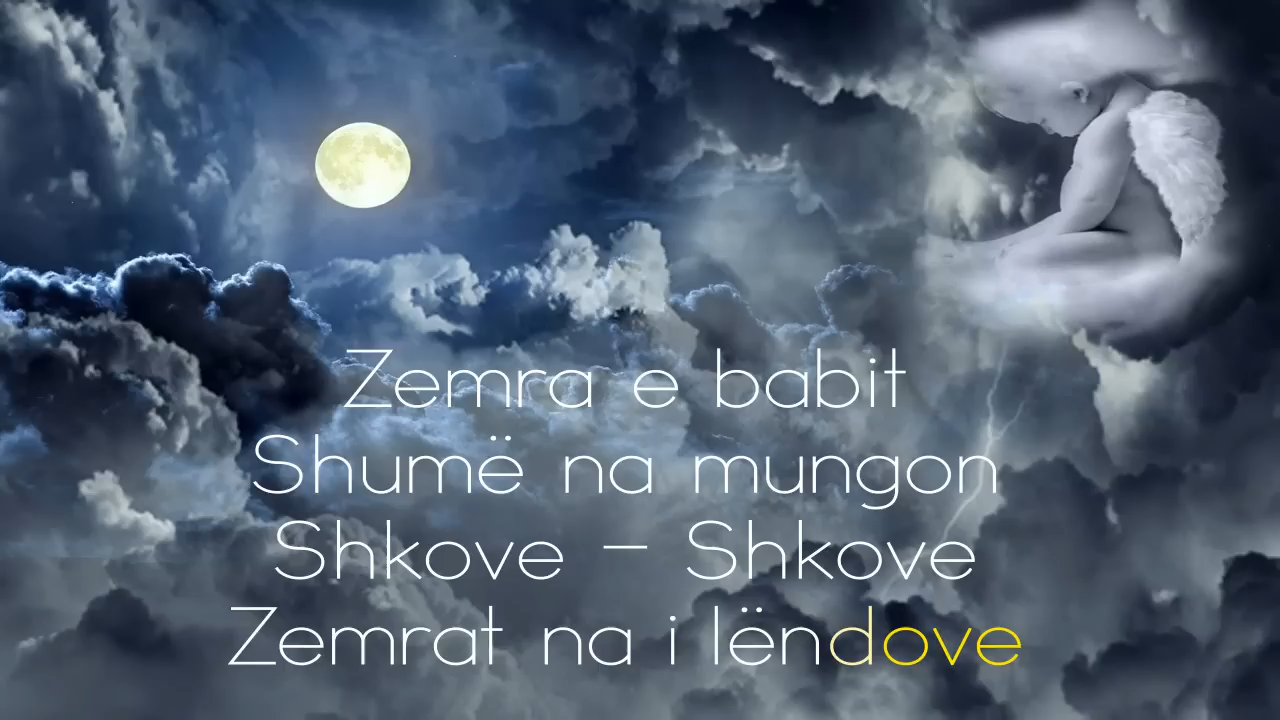 Zemra e babit
Shumë na mungon
Shkove – Shkove
Zemrat na i lëndove